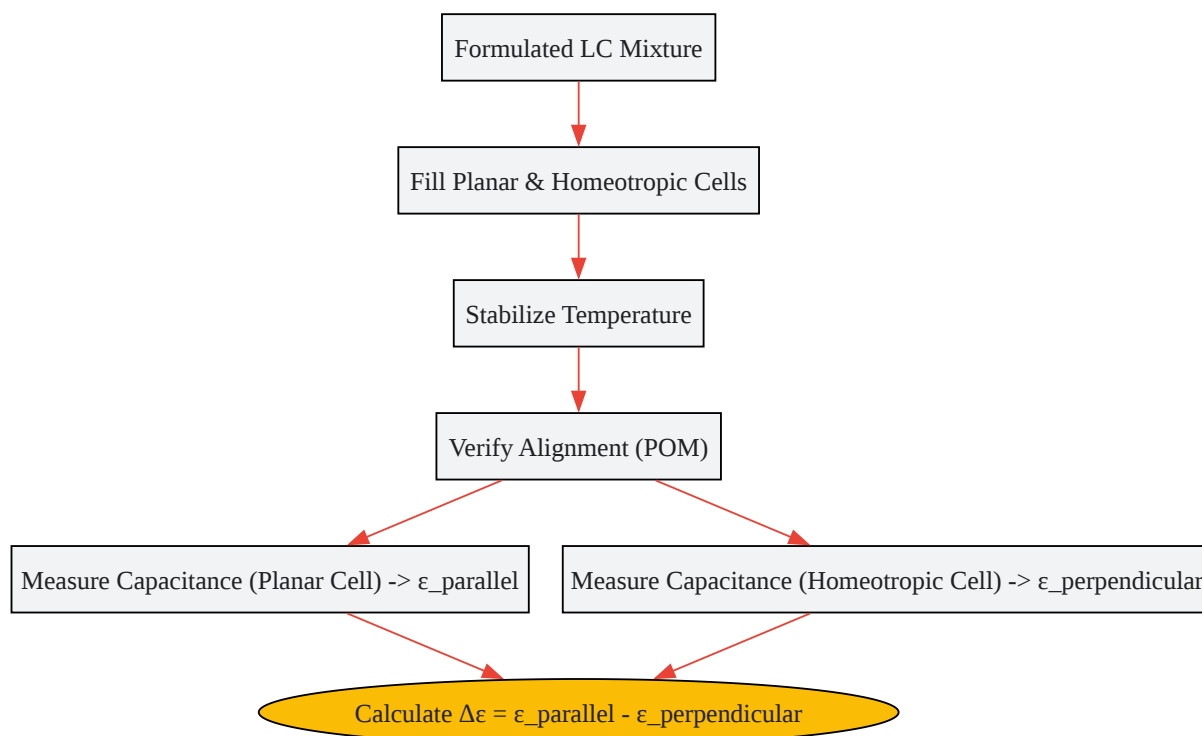 Formulated LC Mixture
Fill Planar & Homeotropic Cells
Stabilize Temperature
Verify Alignment (POM)
Measure Capacitance (Planar Cell) -> ε_parallel
Measure Capacitance (Homeotropic Cell) -> ε_perpendicular
Calculate Δε = ε_parallel - ε_perpendicular